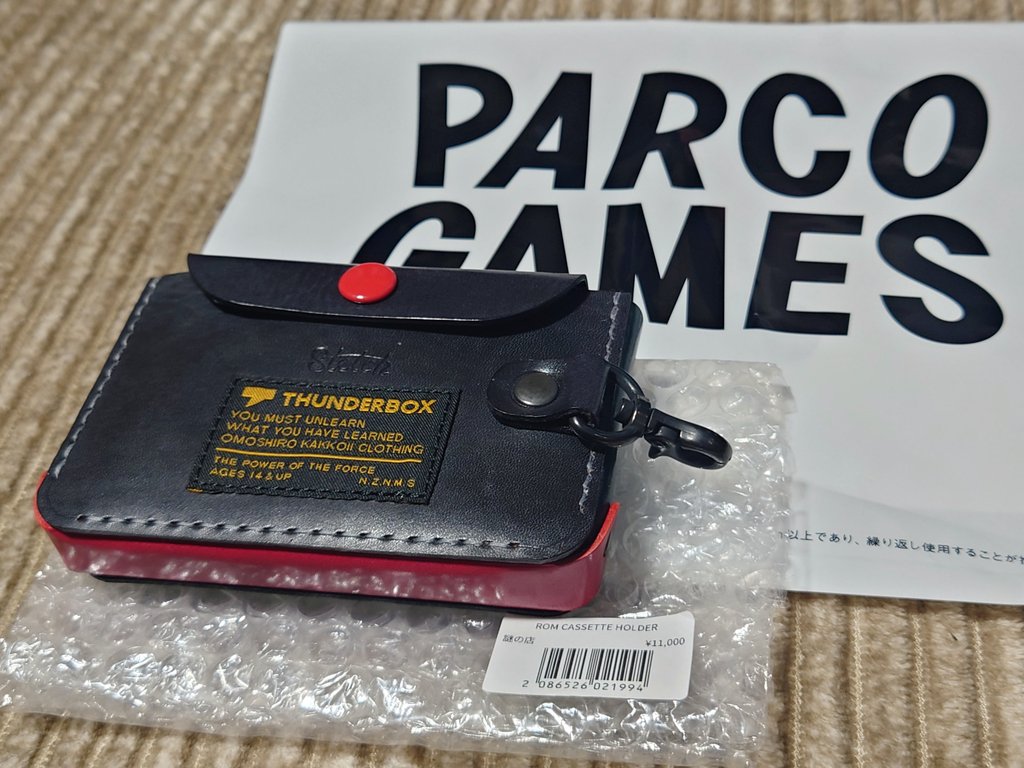 PARCO
GAMES
Sketch
THUNDERBOX
YOU MUST UNLEARN
WHAT YOU HAVE LEARNED
OMOSHIRO KAKKOII CLOTHING
THE POWER OF THE FORCE
AGES 14 & UP N.Z.N.M.S
以上であり、繰り返し使用することが
ROM CASSETTE HOLDER
謎の店 ¥11,000
2 086526 021994